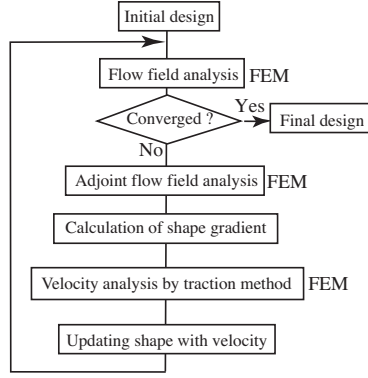 Initial design
Flow field analysis FEM
Converged ? Yes
Final design
No
Adjoint flow field analysis FEM
Calculation of shape gradient
Velocity analysis by traction method FEM
Updating shape with velocity